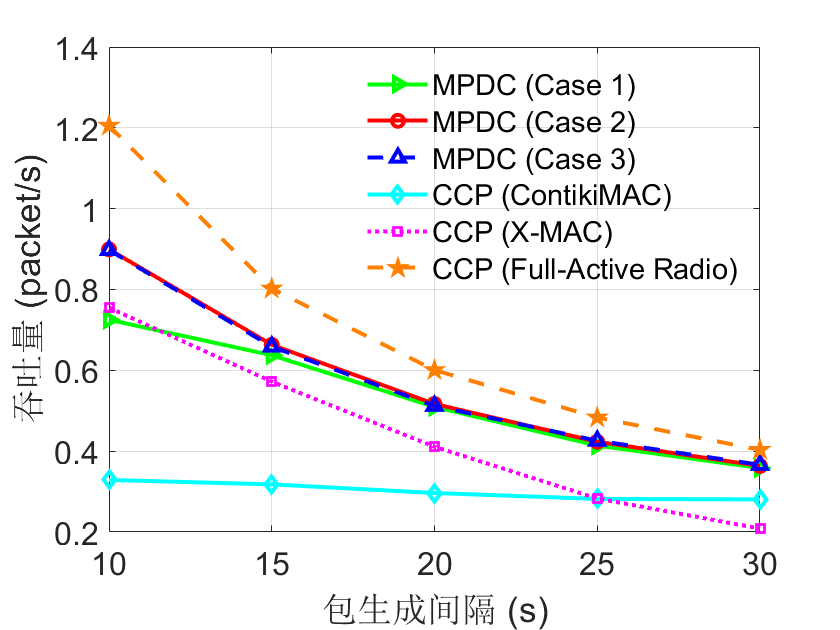 吞吐量 (packet/s)
1.4
1.2
1
0.8
0.6
0.4
0.2
MPDC (Case 1)
MPDC (Case 2)
MPDC (Case 3)
CCP (ContikiMAC)
CCP (X-MAC)
CCP (Full-Active Radio)
10 15 20 25 30
包生成间隔 (s)